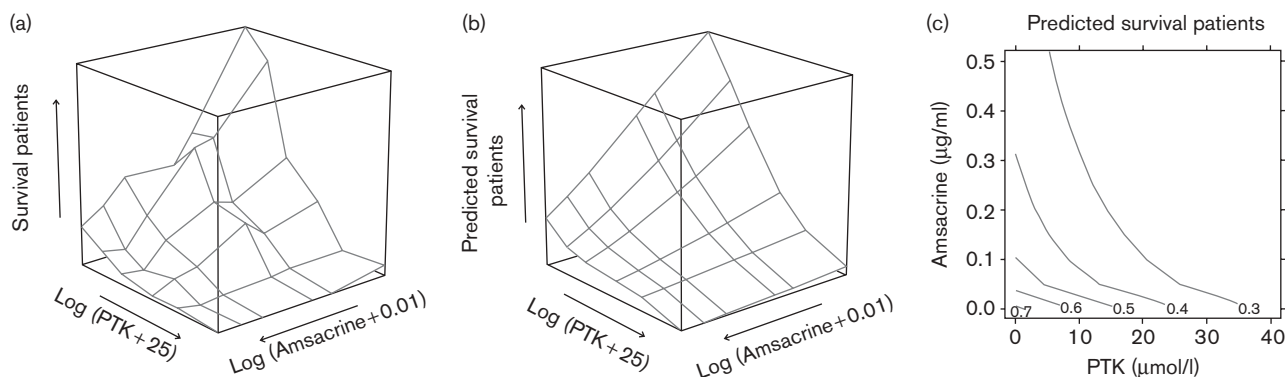 (a)
Survival patients
Log (PTK+25)
Log (Amsacrine+0.01)
(b)
Predicted survival
patients
Log (PTK+25)
Log (Amsacrine+0.01)
(c)
Predicted survival patients
Amsacrine (μg/ml)
0.5
0.4
0.3
0.2
0.1
0.0
0.7
0.6
0.5
0.4
0.3
0
10
20
30
40
PTK (μmol/l)